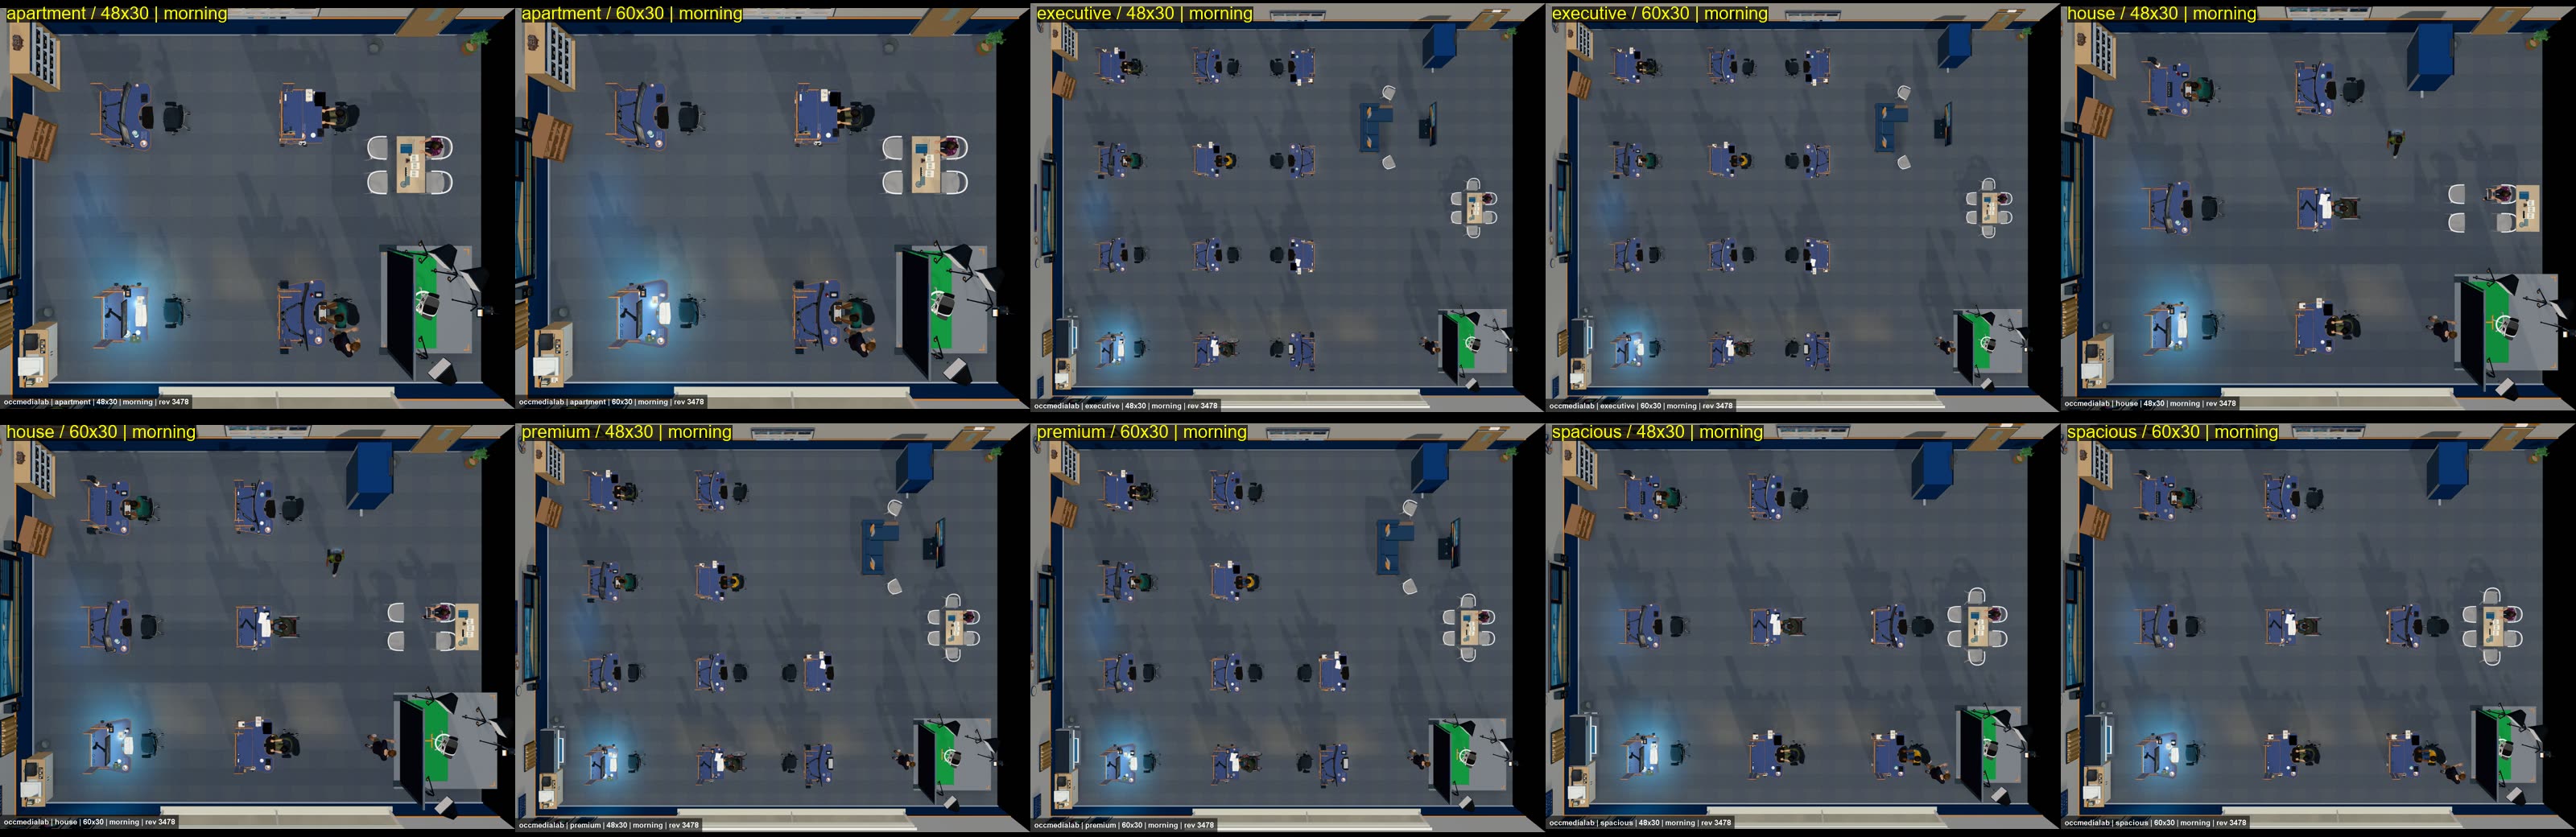 apartment / 48x30 | morning
apartment / 60x30 | morning
executive / 48x30 | morning
executive / 60x30 | morning
house / 48x30 | morning
occmedialab | apartment | 48x30 | morning | rev 3478
occmedialab | apartment | 60x30 | morning | rev 3478
occmedialab | executive | 48x30 | morning | rev 3478
occmedialab | executive | 60x30 | morning | rev 3478
occmedialab | house | 48x30 | morning | rev 3478
house / 60x30 | morning
premium / 48x30 | morning
premium / 60x30 | morning
spacious / 48x30 | morning
spacious / 60x30 | morning
occmedialab | house | 60x30 | morning | rev 3478
occmedialab | premium | 48x30 | morning | rev 3478
occmedialab | premium | 60x30 | morning | rev 3478
occmedialab | spacious | 48x30 | morning | rev 3478
occmedialab | spacious | 60x30 | morning | rev 3478